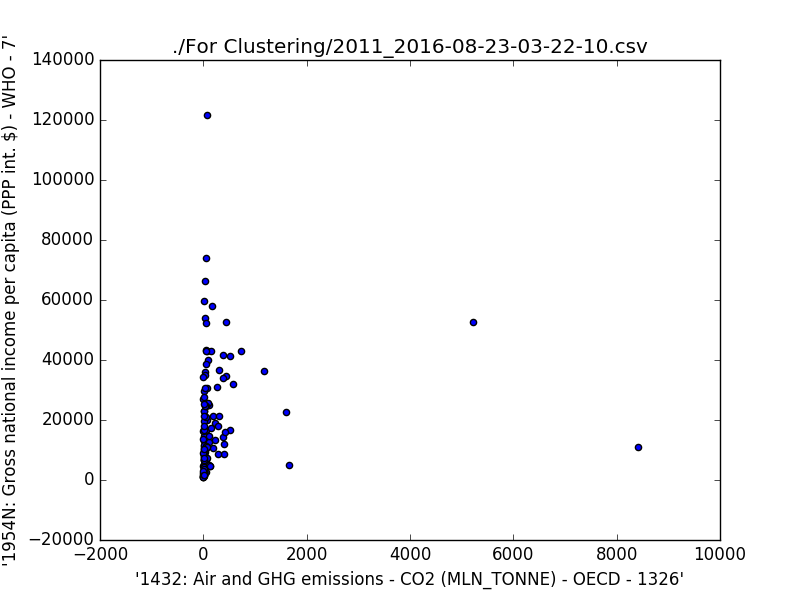 ./For Clustering/2011_2016-08-23-03-22-10.csv
'1954N: Gross national income per capita (PPP int. $) - WHO - 7'
140000
120000
100000
80000
60000
40000
20000
0
−20000
−2000 0 2000 4000 6000 8000 10000
'1432: Air and GHG emissions - CO2 (MLN_TONNE) - OECD - 1326'